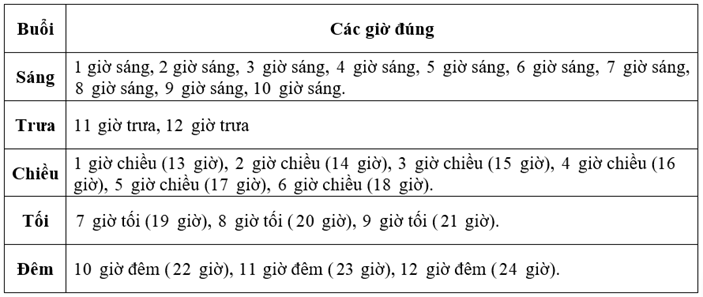 Buổi Các giờ đúng
Sáng 1 giờ sáng, 2 giờ sáng, 3 giờ sáng, 4 giờ sáng, 5 giờ sáng, 6 giờ sáng, 7 giờ sáng,
8 giờ sáng, 9 giờ sáng, 10 giờ sáng.
Trưa 11 giờ trưa, 12 giờ trưa
Chiều 1 giờ chiều (13 giờ), 2 giờ chiều (14 giờ), 3 giờ chiều (15 giờ), 4 giờ chiều (16
giờ), 5 giờ chiều (17 giờ), 6 giờ chiều (18 giờ).
Tối 7 giờ tối (19 giờ), 8 giờ tối (20 giờ), 9 giờ tối (21 giờ).
Đêm 10 giờ đêm (22 giờ), 11 giờ đêm (23 giờ), 12 giờ đêm (24 giờ).